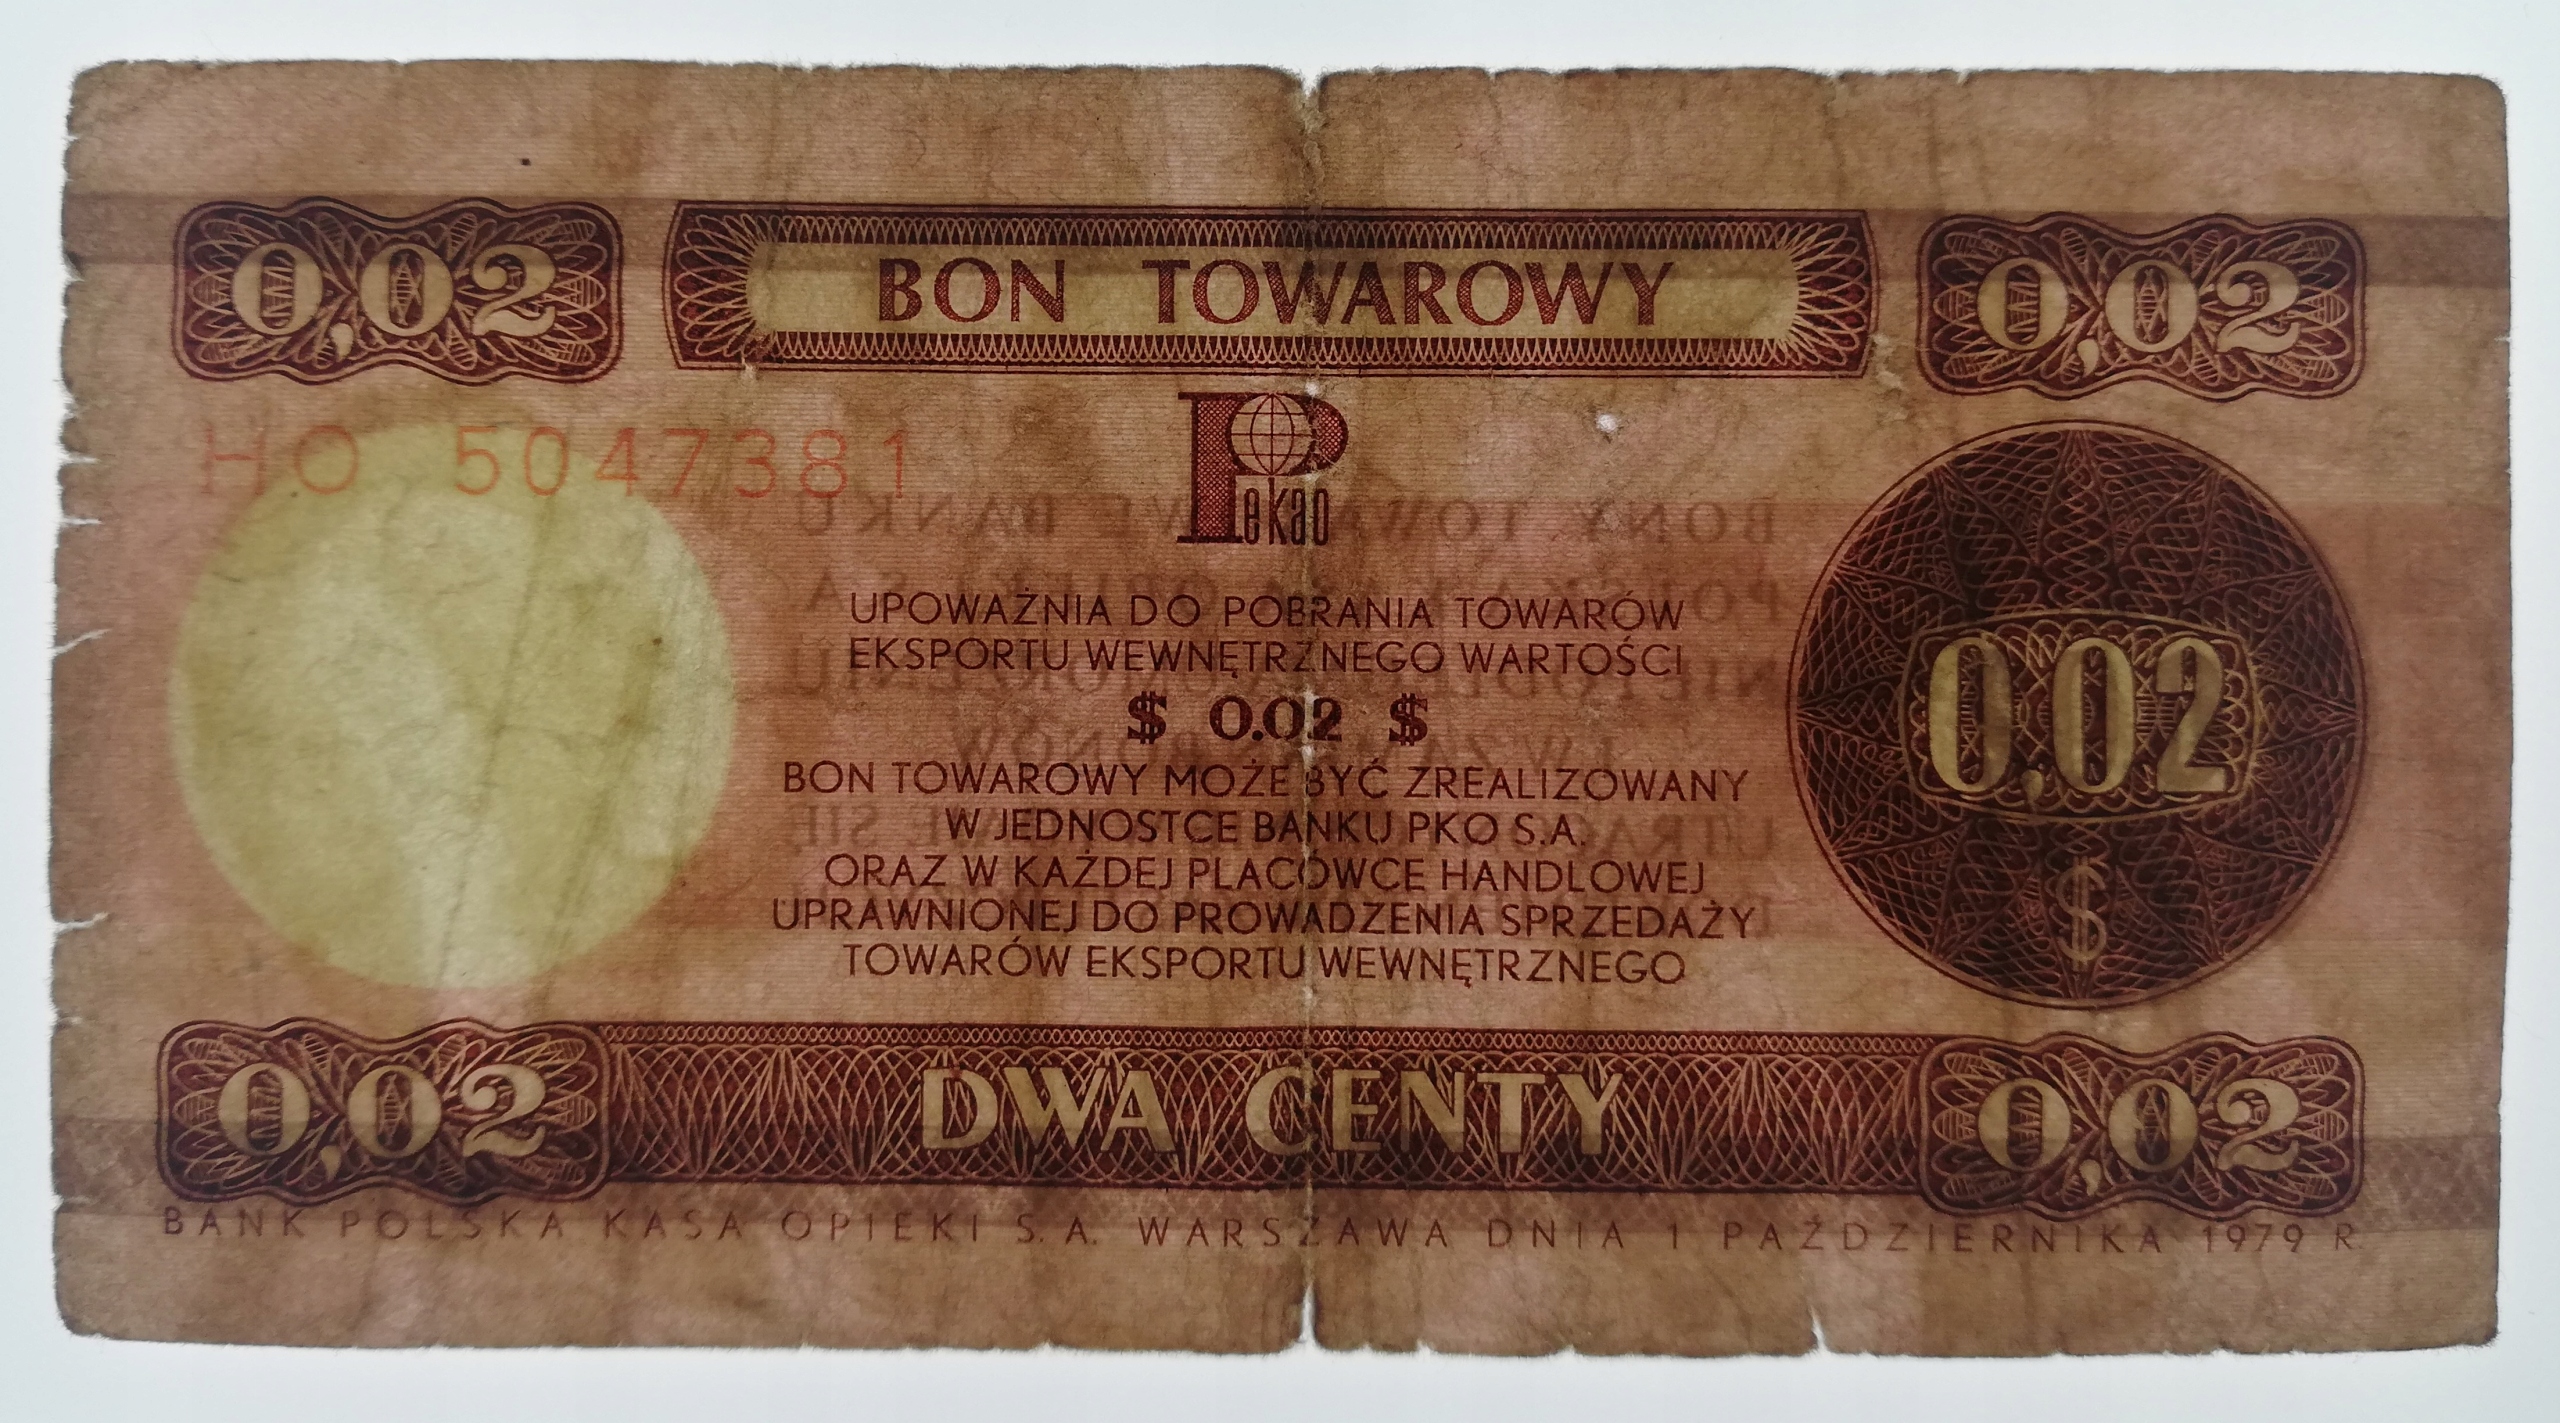 0,02 BON TOWAROWY 0,02
HO 5047381
Pekao
UPOWAŻNIA DO POBRANIA TOWARÓW
EKSPORTU WEWNĘTRZNEGO WARTOŚCI
$ 0.02 $
BON TOWAROWY MOŻE BYĆ ZREALIZOWANY
W JEDNOSTCE BANKU PKO S.A.
ORAZ W KAŻDEJ PLACÓWCE HANDLOWEJ
UPRAWNIONEJ DO PROWADZENIA SPRZEDAŻY
TOWARÓW EKSPORTU WEWNĘTRZNEGO
0,02
$
0,02 DWA CENTY 0,02
BANK POLSKA KASA OPIEKI S.A. WARSZAWA DNIA 1 PAŹDZIERNIKA 1979 R.